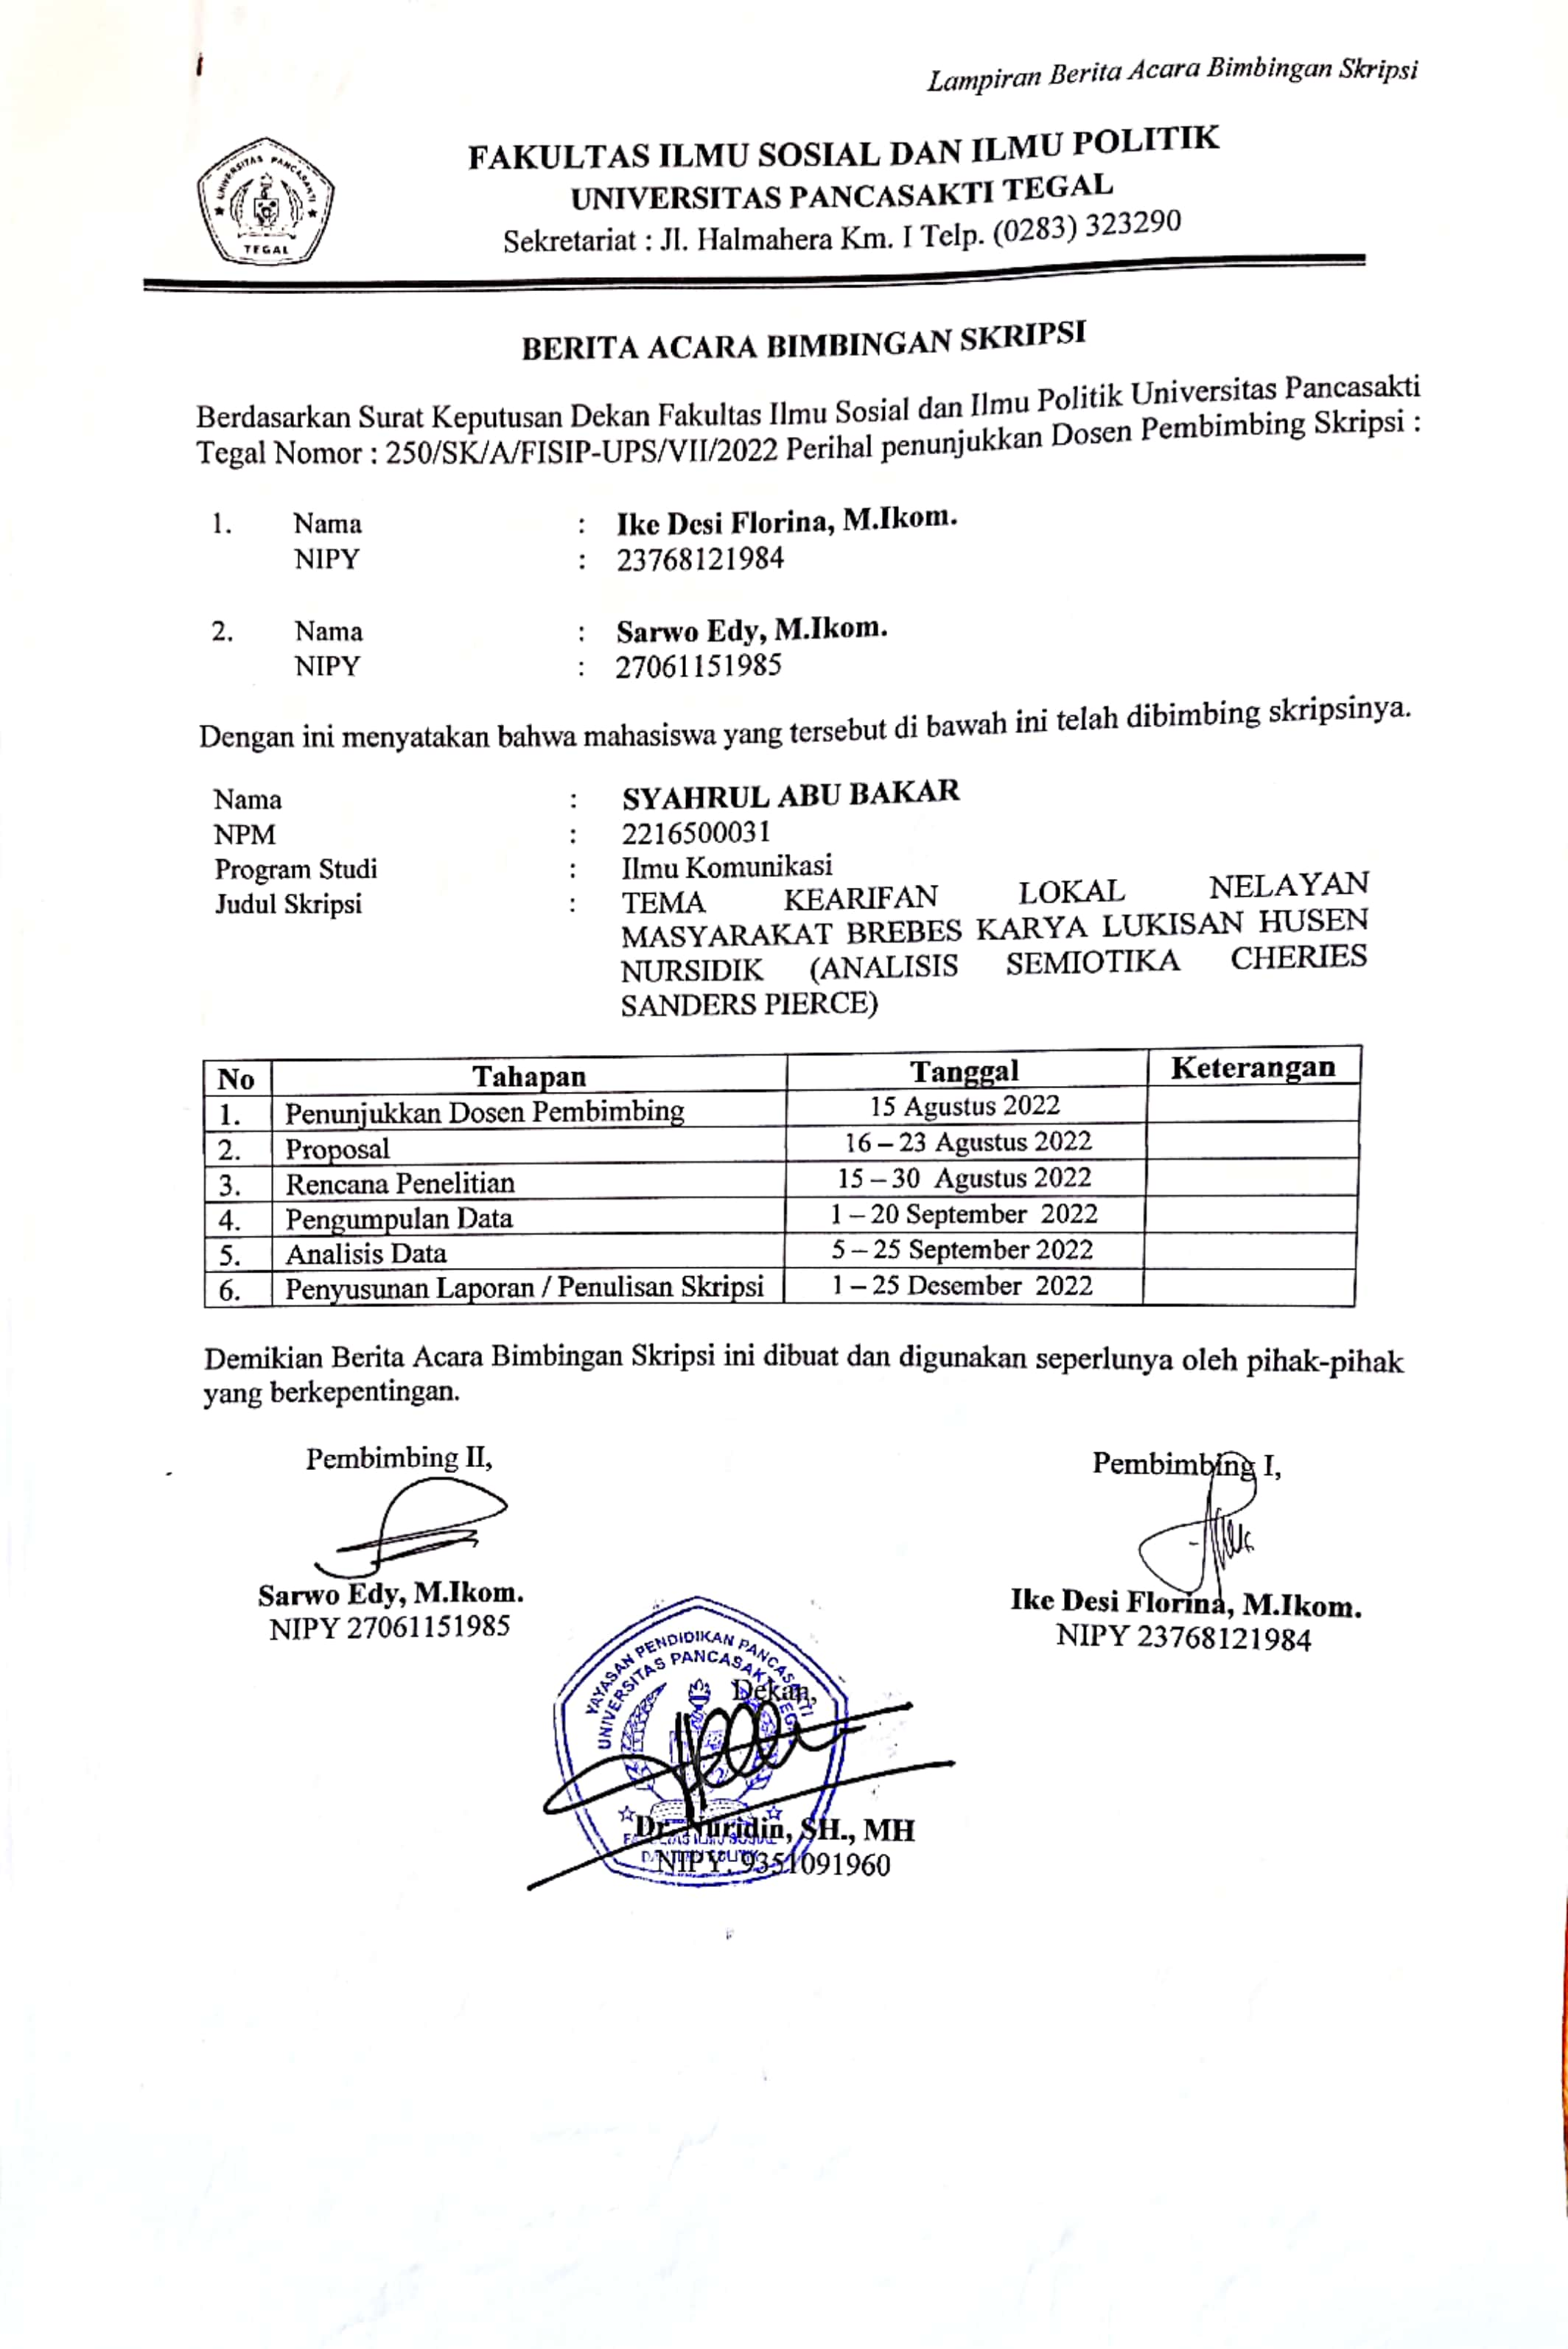 Lampiran Berita Acara Bimbingan Skripsi
UNIVERSITAS PANCASAKTI
TEGAL
FAKULTAS ILMU SOSIAL DAN ILMU POLITIK
UNIVERSITAS PANCASAKTI TEGAL
Sekretariat : Jl. Halmahera Km. I Telp. (0283) 323290
BERITA ACARA BIMBINGAN SKRIPSI
Berdasarkan Surat Keputusan Dekan Fakultas Ilmu Sosial dan Ilmu Politik Universitas Pancasakti
Tegal Nomor : 250/SK/A/FISIP-UPS/VII/2022 Perihal penunjukkan Dosen Pembimbing Skripsi :
1. Nama : Ike Desi Florina, M.Ikom.
NIPY : 23768121984
2. Nama : Sarwo Edy, M.Ikom.
NIPY : 27061151985
Dengan ini menyatakan bahwa mahasiswa yang tersebut di bawah ini telah dibimbing skripsinya.
Nama : SYAHRUL ABU BAKAR
NPM : 2216500031
Program Studi : Ilmu Komunikasi
Judul Skripsi : TEMA KEARIFAN LOKAL NELAYAN
MASYARAKAT BREBES KARYA LUKISAN HUSEN
NURSIDIK (ANALISIS SEMIOTIKA CHERIES
SANDERS PIERCE)
No Tahapan Tanggal Keterangan
1. Penunjukkan Dosen Pembimbing 15 Agustus 2022
2. Proposal 16 – 23 Agustus 2022
3. Rencana Penelitian 15 – 30 Agustus 2022
4. Pengumpulan Data 1 – 20 September 2022
5. Analisis Data 5 – 25 September 2022
6. Penyusunan Laporan / Penulisan Skripsi 1 – 25 Desember 2022
Demikian Berita Acara Bimbingan Skripsi ini dibuat dan digunakan seperlunya oleh pihak-pihak
yang berkepentingan.
Pembimbing II, Pembimbing I,
Sarwo Edy, M.Ikom. Ike Desi Florina, M.Ikom.
NIPY 27061151985 NIPY 23768121984
YAYASAN PENDIDIKAN PANCASAKTI
UNIVERSITAS PANCASAKTI TEGAL
Dekan,
Dr. Nuridin, SH., MH
NIPY. 9351091960